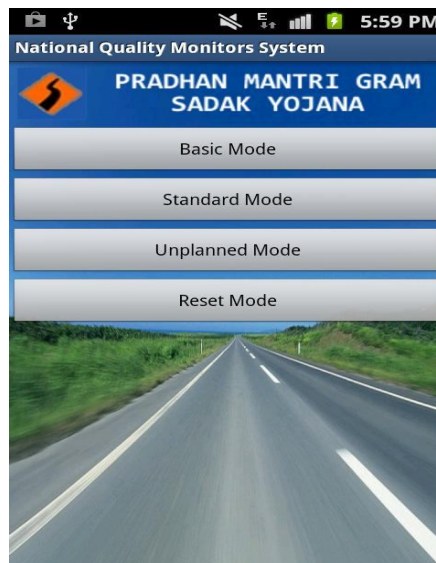 E 5:59 PM
National Quality Monitors System
PRADHAN MANTRI GRAM
SADAK YOJANA
Basic Mode
Standard Mode
Unplanned Mode
Reset Mode